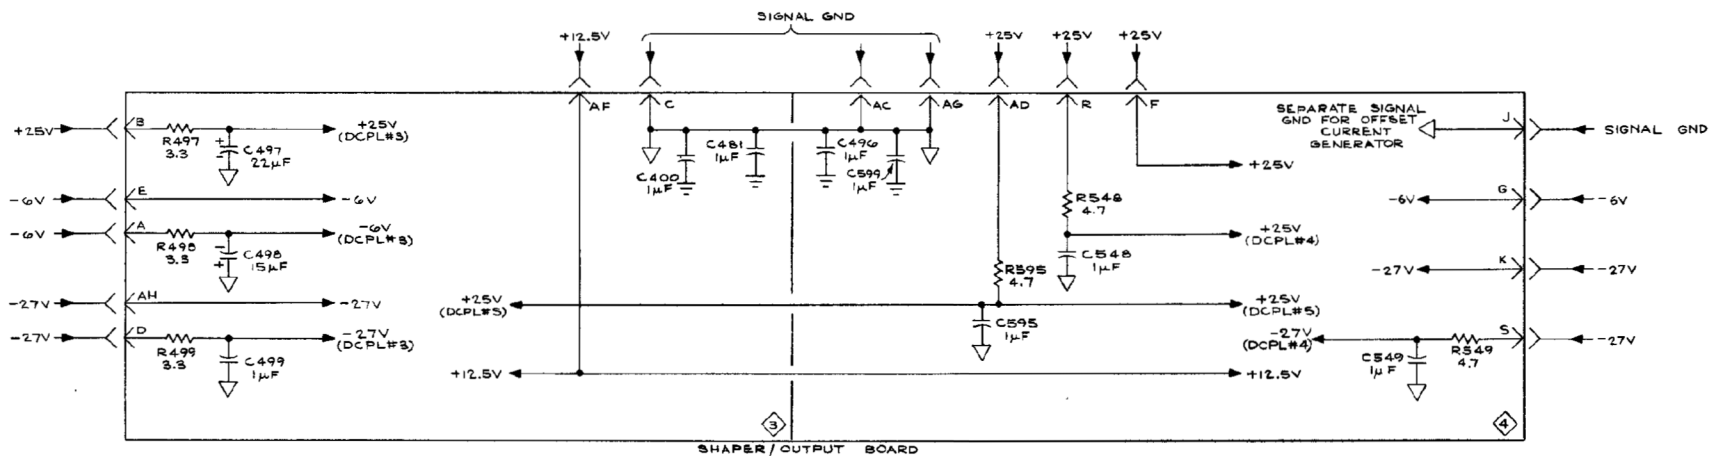 SIGNAL GND
+12.5V
+25V
+25V
+25V
AF
C
AC
AG
AD
R
F
+25V
B
R497
3.3
C497
22µF
+
-
+25V
(DCPL#3)
-6V
E
-6V
-6V
A
R498
3.3
C498
15µF
-
+
-6V
(DCPL#3)
-27V
AH
-27V
-27V
D
R499
3.3
C499
1µF
-27V
(DCPL#3)
C400
1µF
C481
1µF
C496
1µF
C599
1µF
SEPARATE SIGNAL
GND FOR OFFSET
CURRENT
GENERATOR
J
SIGNAL GND
+25V
R548
4.7
-6V
G
-6V
+25V
(DCPL#4)
C548
1µF
R595
4.7
-27V
K
-27V
+25V
(DCPL#5)
+25V
(DCPL#5)
C595
1µF
-27V
(DCPL#4)
C549
1µF
R549
4.7
S
-27V
+12.5V
+12.5V
3
4
SHAPER/OUTPUT BOARD